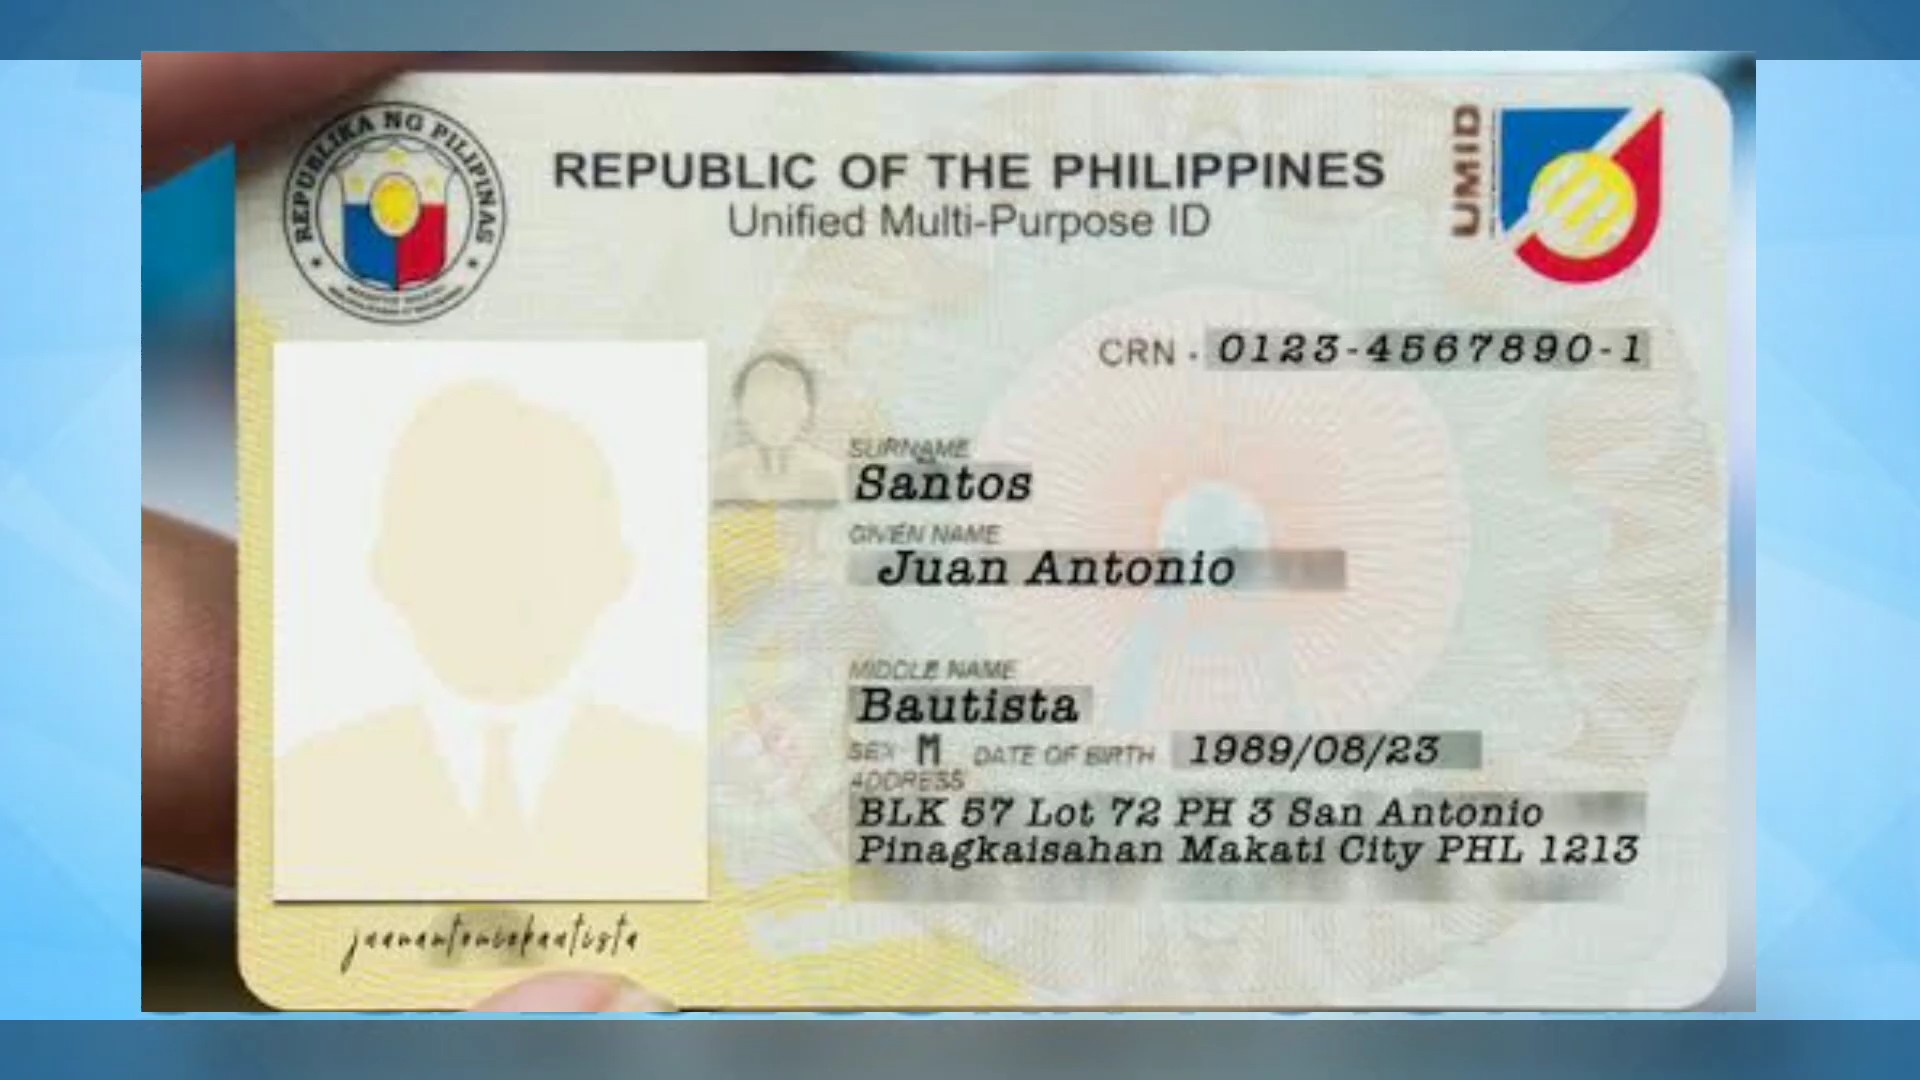 REPUBLIKA NG PILIPINAS
REPUBLIC OF THE PHILIPPINES
Unified Multi-Purpose ID
UMID
CRN - 0123-4567890-1
SURNAME
Santos
GIVEN NAME
Juan Antonio
MIDDLE NAME
Bautista
SEX M DATE OF BIRTH 1989/08/23
ADDRESS
BLK 57 Lot 72 PH 3 San Antonio
Pinagkaisahan Makati City PHL 1213
juanantoniobautista